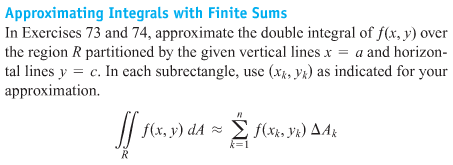 Approximating Integrals with Finite Sums
In Exercises 73 and 74, approximate the double integral of f(x, y) over
the region R partitioned by the given vertical lines x = a and horizon-
tal lines y = c. In each subrectangle, use (xₖ, yₖ) as indicated for your
approximation.
∬_R f(x, y) dA ≈ ∑_{k=1}^{n} f(xₖ, yₖ) ΔAₖ